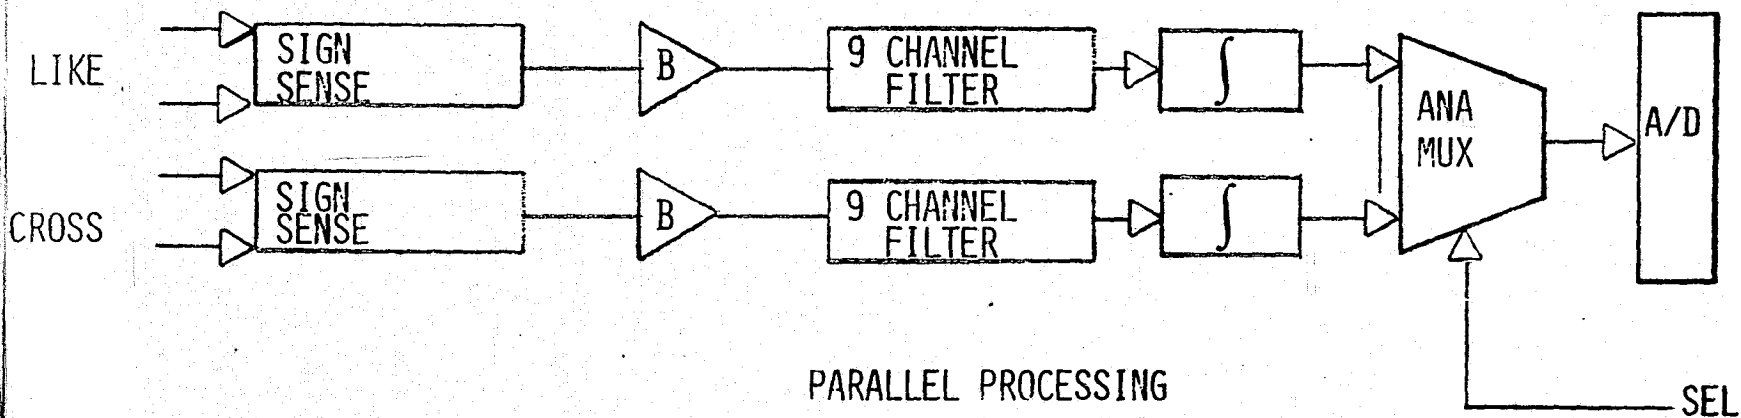 LIKE
SIGN
SENSE
B
9 CHANNEL
FILTER
∫
ANA
MUX
A/D
CROSS
SIGN
SENSE
B
9 CHANNEL
FILTER
∫
PARALLEL PROCESSING
SEL